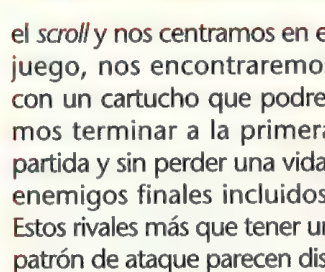 el scroll y nos centramos en e
juego, nos encontraremo
con un cartucho que podre
mos terminar a la primera
partida y sin perder una vida
enemigos finales incluidos
Estos rivales más que tener un
patrón de ataque parecen dis